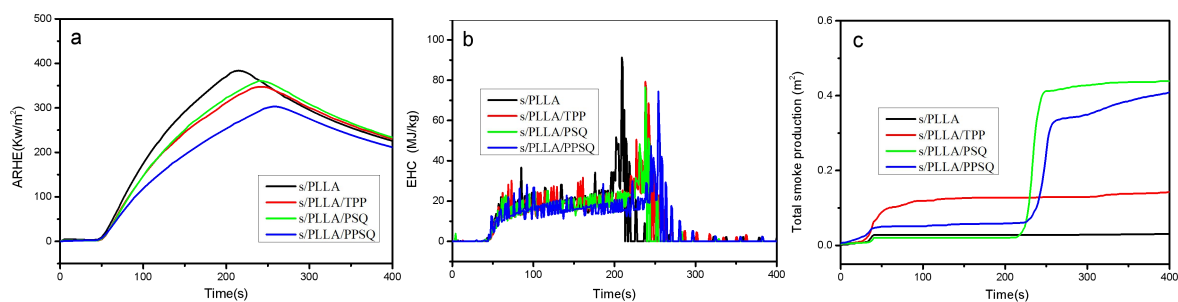 a
500
400
300
200
100
0
ARHE(Kw/m²)
s/PLLA
s/PLLA/TPP
s/PLLA/PSQ
s/PLLA/PPSQ
0 100 200 300 400
Time(s)
b
100
80
60
40
20
0
EHC (MJ/kg)
s/PLLA
s/PLLA/TPP
s/PLLA/PSQ
s/PLLA/PPSQ
0 100 200 300 400
Time(s)
c
0.6
0.4
0.2
0.0
Total smoke production (m²)
s/PLLA
s/PLLA/TPP
s/PLLA/PSQ
s/PLLA/PPSQ
0 100 200 300 400
Time(s)